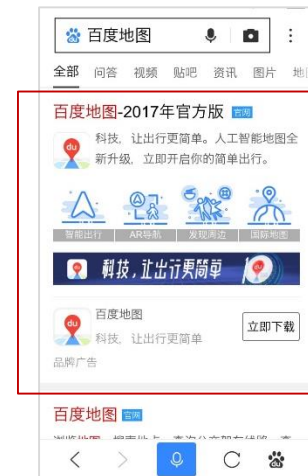 百度地图
全部 问答 视频 贴吧 资讯 图片 地
百度地图-2017年官方版 官网
科技，让出行更简单。人工智能地图全
新升级，立即开启你的简单出行。
智能出行 AR导航 发现周边 国际地图
科技，让出行更简单
百度地图
科技，让出行更简单
立即下载
品牌广告
百度地图 官网